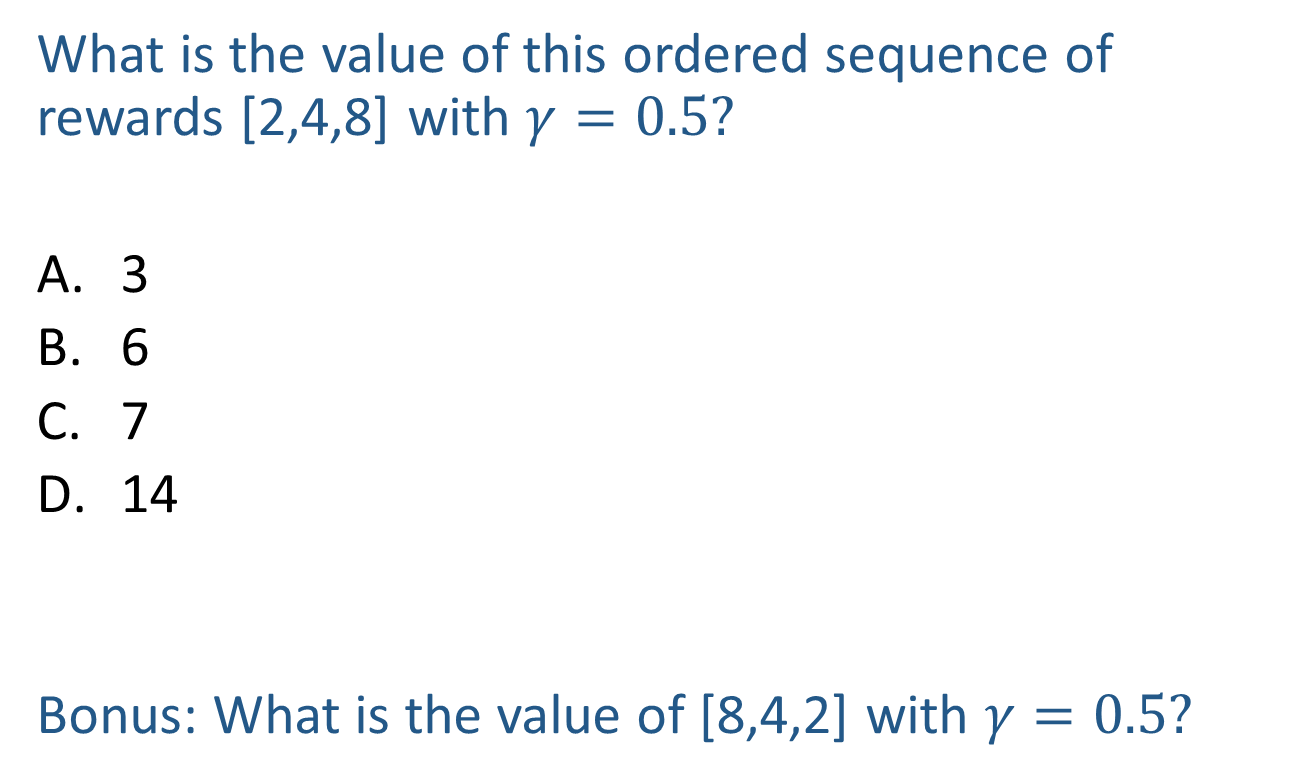 What is the value of this ordered sequence of
rewards [2,4,8] with γ = 0.5?
A. 3
B. 6
C. 7
D. 14
Bonus: What is the value of [8,4,2] with γ = 0.5?